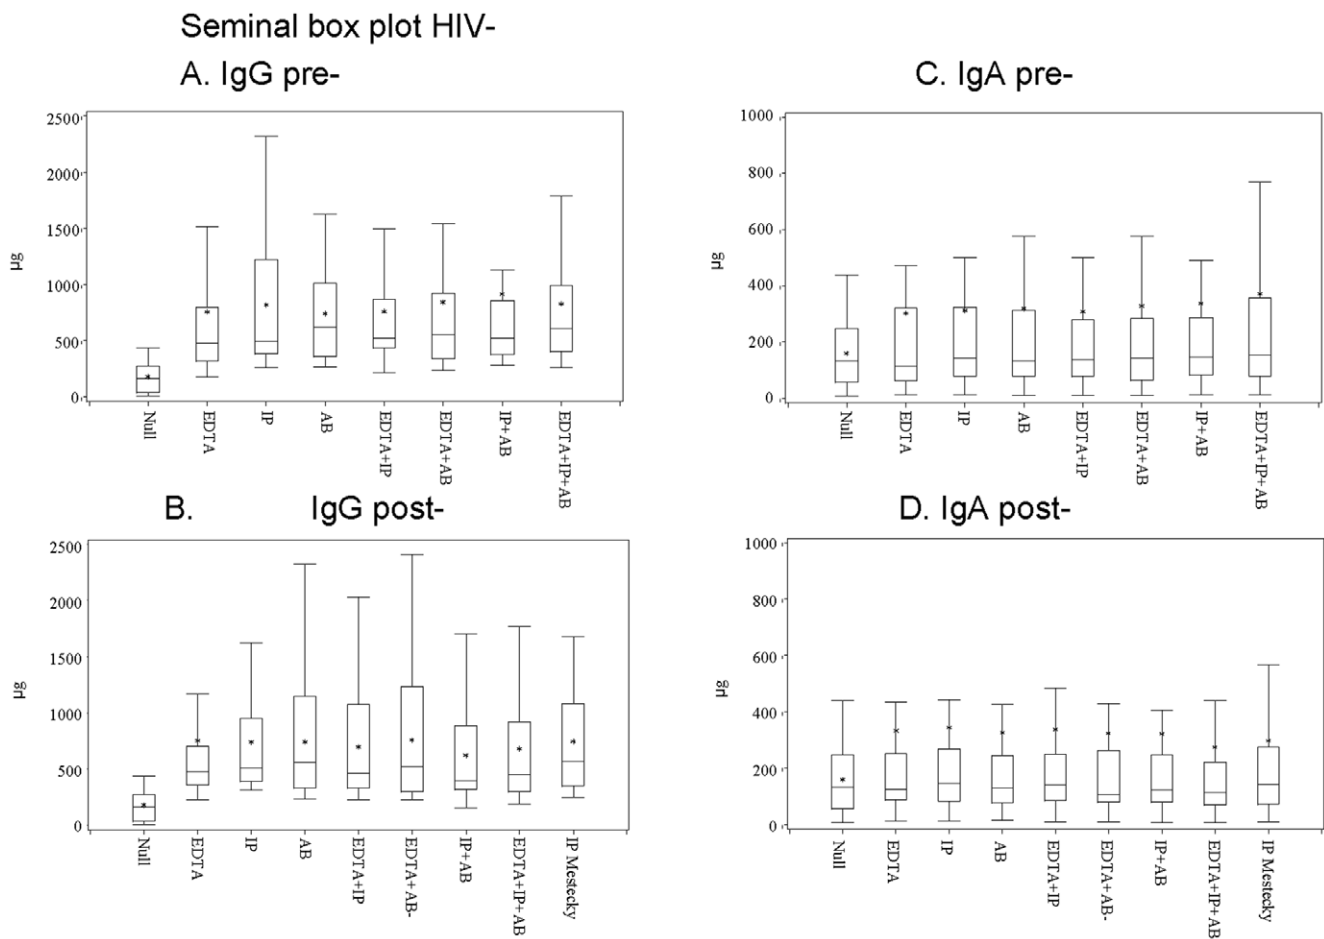 Seminal box plot HIV-
A. IgG pre-
2500
2000
1500
1000
500
0
µg
Null
EDTA
IP
AB
EDTA+IP
EDTA+AB
IP+AB
EDTA+IP+AB
C. IgA pre-
1000
800
600
400
200
0
µg
Null
EDTA
IP
AB
EDTA+IP
EDTA+AB
IP+AB
EDTA+IP+AB
B. IgG post-
2500
2000
1500
1000
500
0
µg
Null
EDTA
IP
AB
EDTA+IP
EDTA+AB-
IP+AB
EDTA+IP+AB
IP Mestecky
D. IgA post-
1000
800
600
400
200
0
µg
Null
EDTA
IP
AB
EDTA+IP
EDTA+AB-
IP+AB
EDTA+IP+AB
IP Mestecky